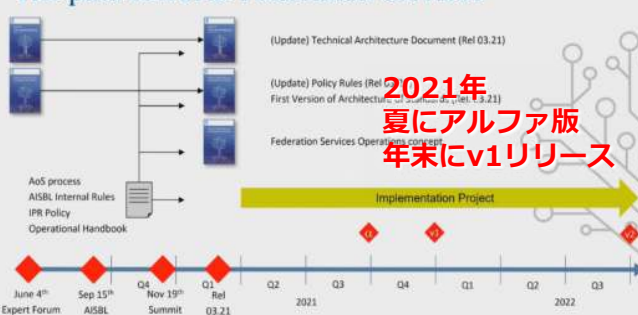 (Update) Technical Architecture Document (Rel 03.21)
(Update) Policy Rules (Rel
First Version of Architecture of Standards (Rel. 03.21)
Federation Services Operations concept
2021年
夏にアルファ版
年末にv1リリース
AoS process
AISBL Internal Rules
IPR Policy
Operational Handbook
Implementation Project
α
v1
v2
Q4
Q1
Q2
Q3
Q4
Q1
Q2
Q3
June 4th
Sep 15th
Nov 19th
Rel
2021
2022
Expert Forum
AISBL
Summit
03.21